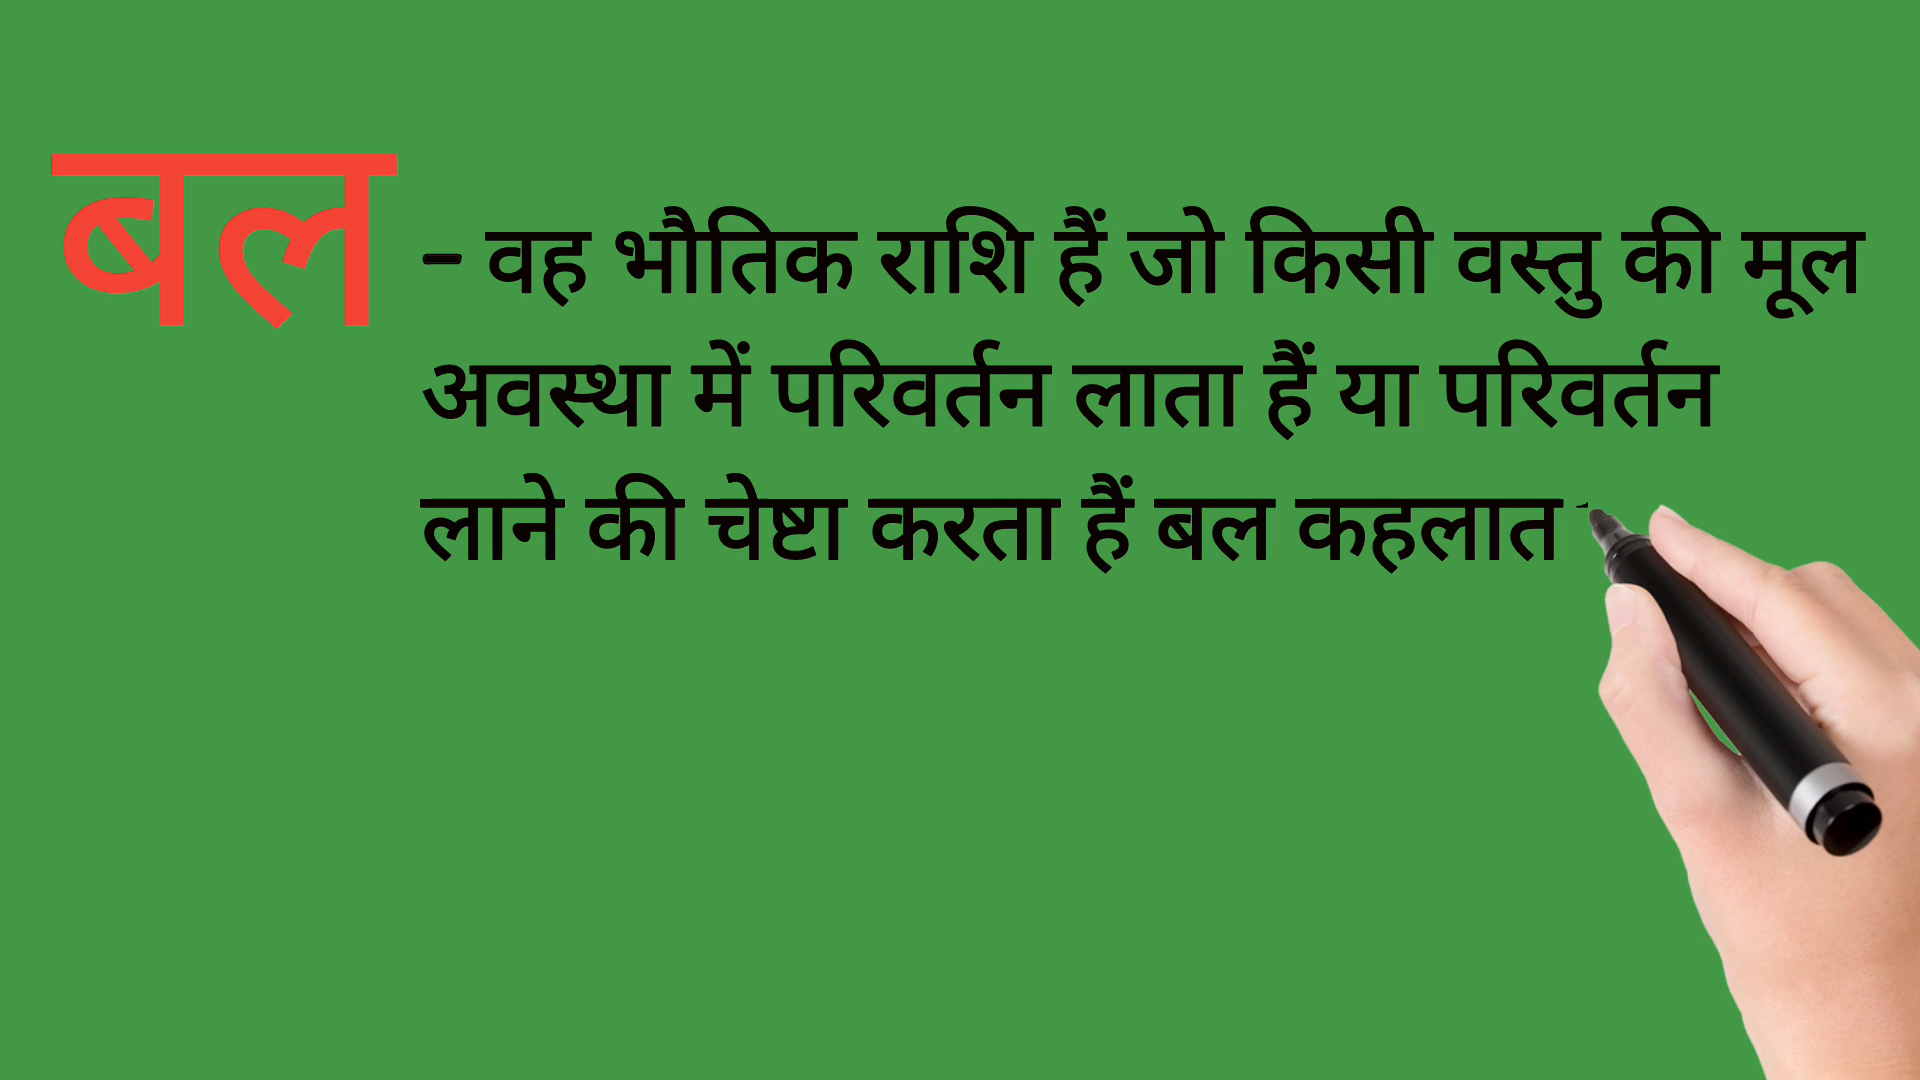 बल - वह भौतिक राशि हैं जो किसी वस्तु की मूल
अवस्था में परिवर्तन लाता हैं या परिवर्तन
लाने की चेष्टा करता हैं बल कहलात